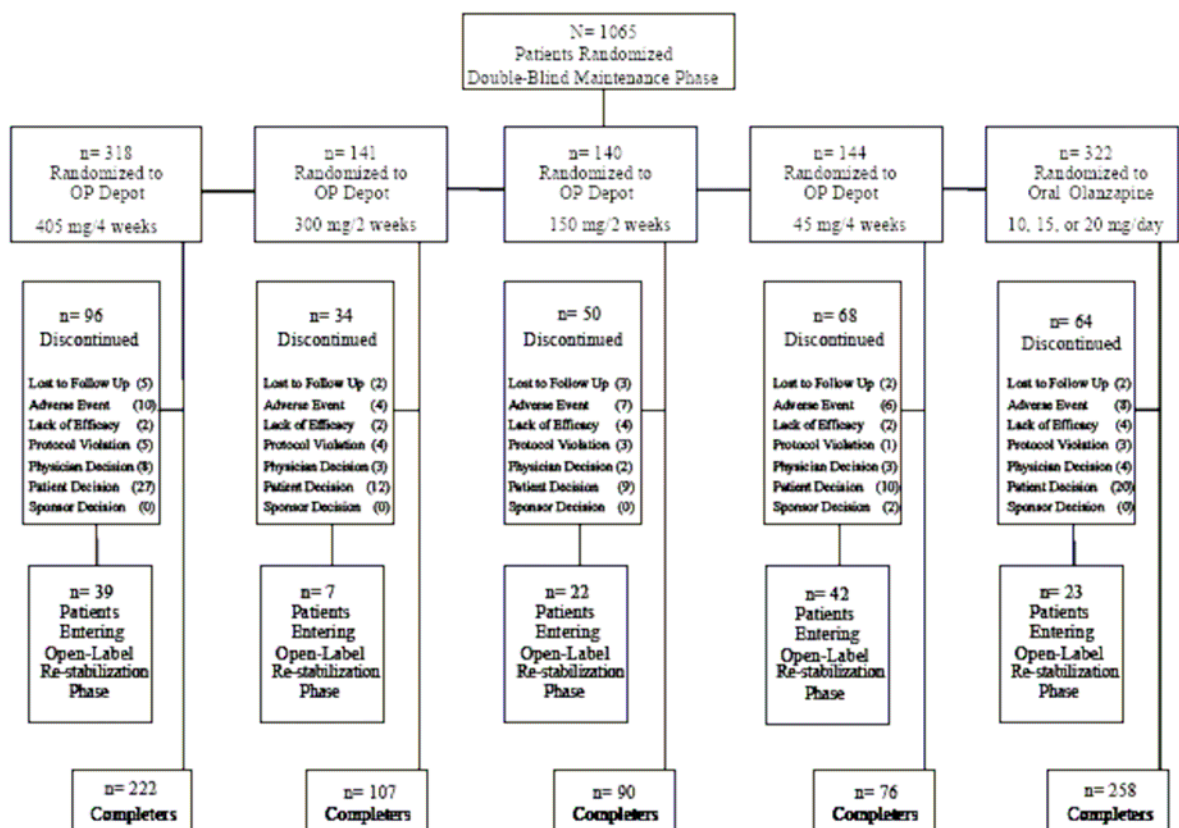 N= 1065
Patients Randomized
Double-Blind Maintenance Phase
n= 318
Randomized to
OP Depot
405 mg/4 weeks
n= 141
Randomized to
OP Depot
300 mg/2 weeks
n= 140
Randomized to
OP Depot
150 mg/2 weeks
n= 144
Randomized to
OP Depot
45 mg/4 weeks
n= 322
Randomized to
Oral Olanzapine
10, 15, or 20 mg/day
n= 96
Discontinued
Lost to Follow Up (5)
Adverse Event (10)
Lack of Efficacy (2)
Protocol Violation (5)
Physician Decision (8)
Patient Decision (27)
Sponsor Decision (0)
n= 34
Discontinued
Lost to Follow Up (2)
Adverse Event (4)
Lack of Efficacy (2)
Protocol Violation (4)
Physician Decision (3)
Patient Decision (12)
Sponsor Decision (0)
n= 50
Discontinued
Lost to Follow Up (3)
Adverse Event (7)
Lack of Efficacy (4)
Protocol Violation (3)
Physician Decision (2)
Patient Decision (9)
Sponsor Decision (0)
n= 68
Discontinued
Lost to Follow Up (2)
Adverse Event (6)
Lack of Efficacy (2)
Protocol Violation (1)
Physician Decision (3)
Patient Decision (10)
Sponsor Decision (2)
n= 64
Discontinued
Lost to Follow Up (2)
Adverse Event (8)
Lack of Efficacy (4)
Protocol Violation (3)
Physician Decision (4)
Patient Decision (20)
Sponsor Decision (0)
n= 39
Patients
Entering
Open-Label
Re-stabilization
Phase
n= 7
Patients
Entering
Open-Label
Re-stabilization
Phase
n= 22
Patients
Entering
Open-Label
Re-stabilization
Phase
n= 42
Patients
Entering
Open-Label
Re-stabilization
Phase
n= 23
Patients
Entering
Open-Label
Re-stabilization
Phase
n= 222
Completers
n= 107
Completers
n= 90
Completers
n= 76
Completers
n= 258
Completers